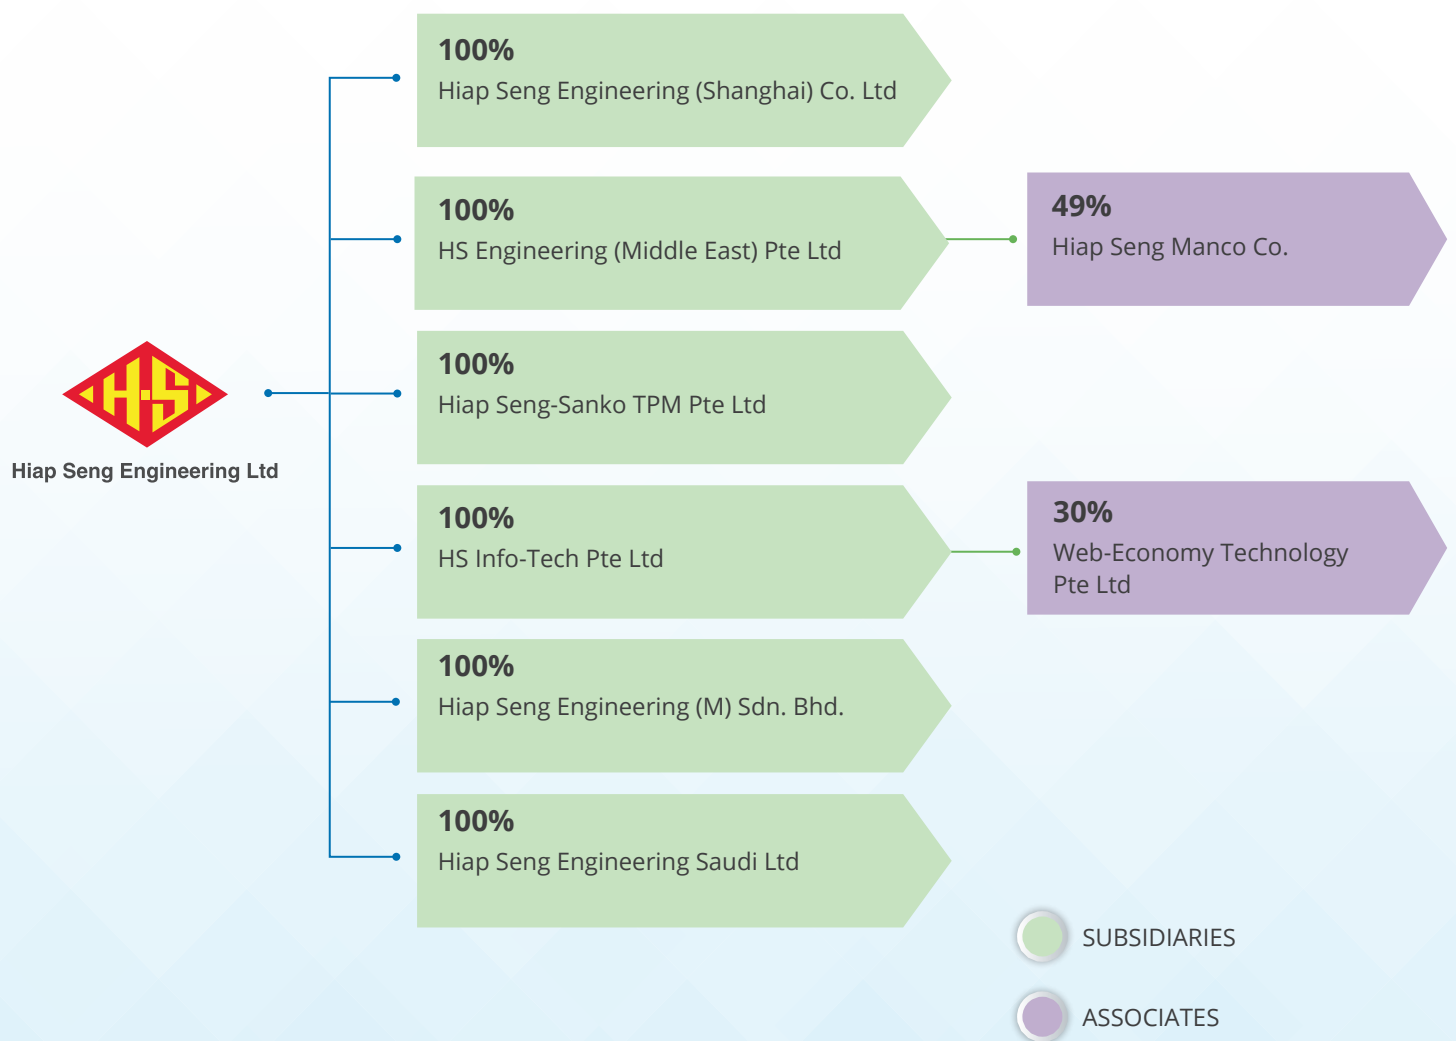 100%
Hiap Seng Engineering (Shanghai) Co. Ltd
100%
HS Engineering (Middle East) Pte Ltd
49%
Hiap Seng Manco Co.
H-S
Hiap Seng Engineering Ltd
100%
Hiap Seng-Sanko TPM Pte Ltd
100%
HS Info-Tech Pte Ltd
30%
Web-Economy Technology
Pte Ltd
100%
Hiap Seng Engineering (M) Sdn. Bhd.
100%
Hiap Seng Engineering Saudi Ltd
SUBSIDIARIES
ASSOCIATES